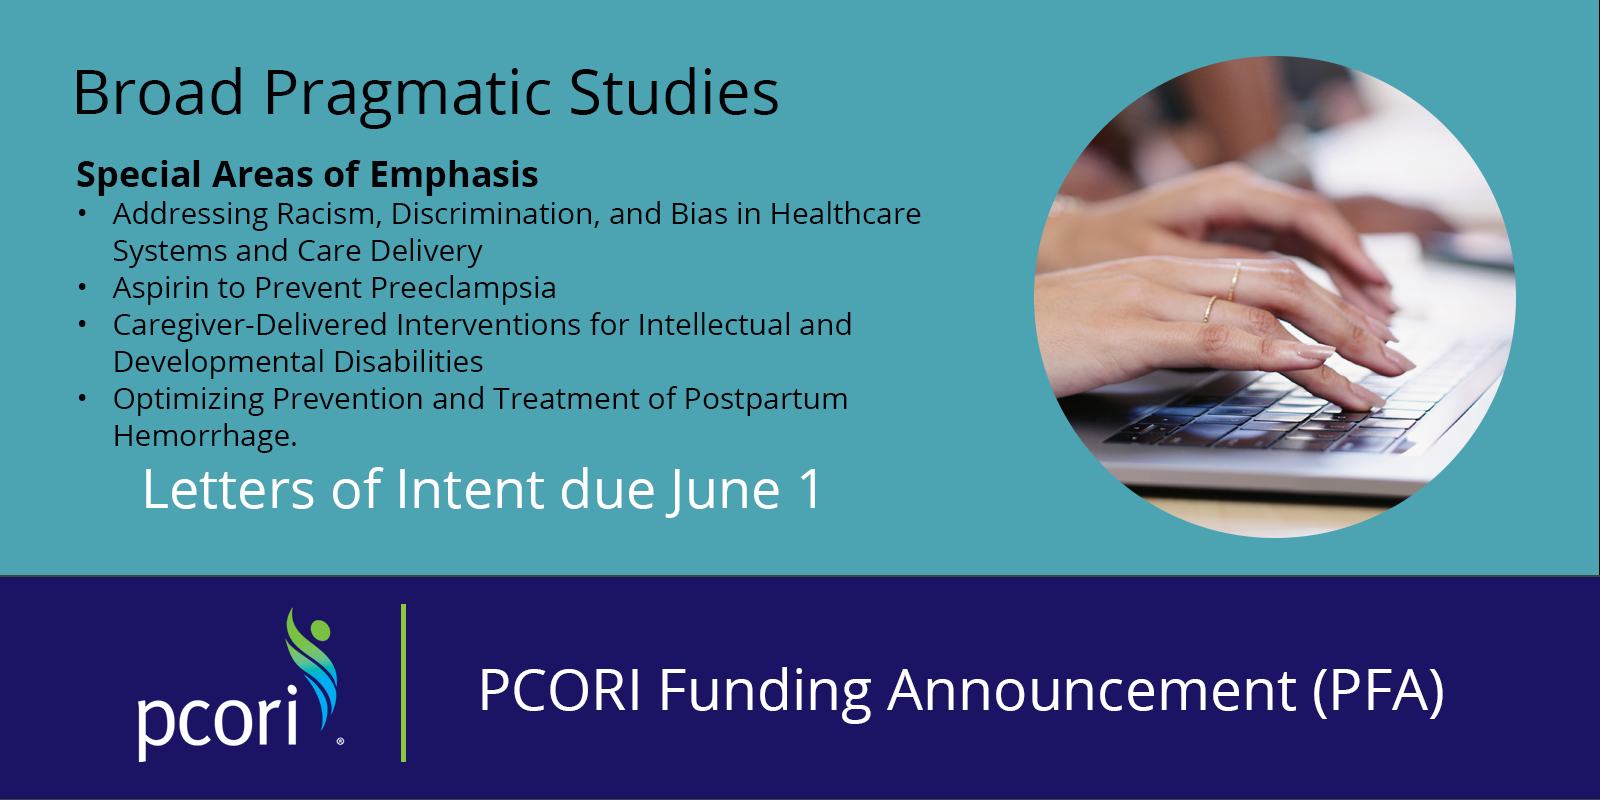 Broad Pragmatic Studies
Special Areas of Emphasis
• Addressing Racism, Discrimination, and Bias in Healthcare
Systems and Care Delivery
• Aspirin to Prevent Preeclampsia
• Caregiver-Delivered Interventions for Intellectual and
Developmental Disabilities
• Optimizing Prevention and Treatment of Postpartum
Hemorrhage.
Letters of Intent due June 1
pcori®
PCORI Funding Announcement (PFA)